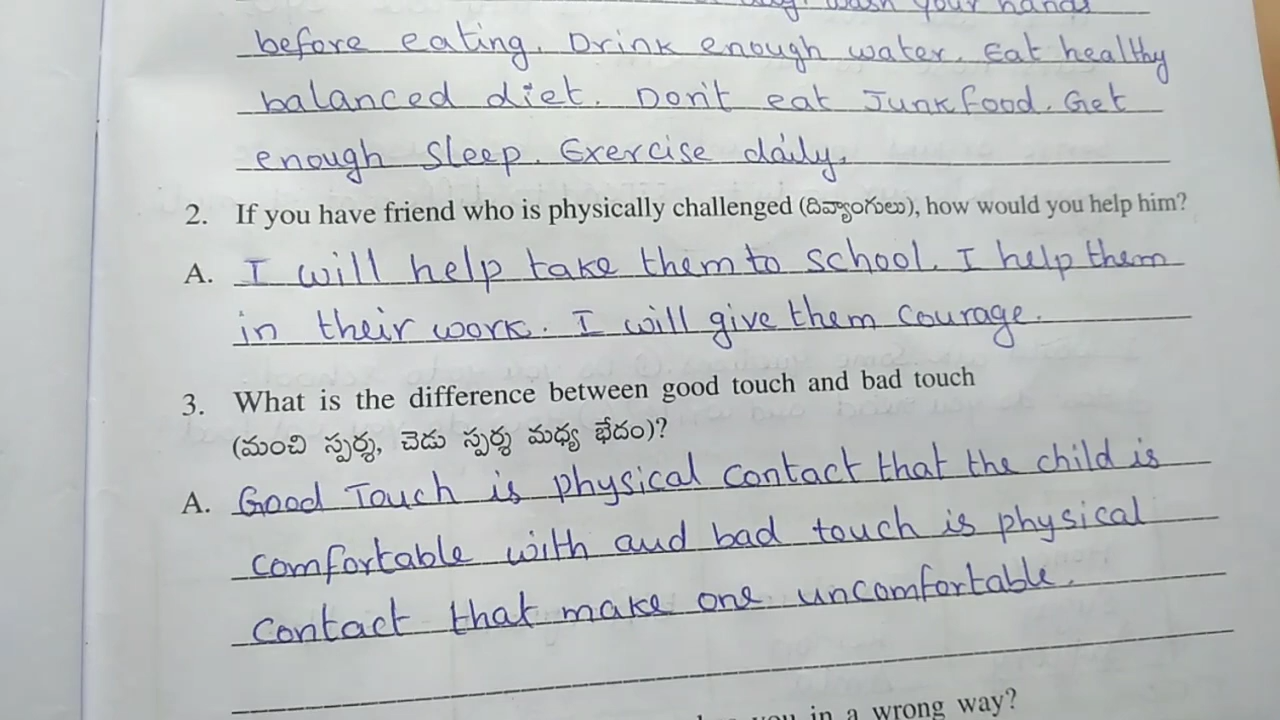 wash your hands
before eating. Drink enough water. Eat healthy
balanced diet. Don't eat Junkfood. Get
enough Sleep. Exercise daily.
2. If you have friend who is physically challenged (దివ్యాంగులు), how would you help him?
A. I will help take them to school. I help them
in their work. I will give them courage.
3. What is the difference between good touch and bad touch
(మంచి స్పర్శ, చెడు స్పర్శ మధ్య భేదం)?
A. Good Touch is physical contact that the child is
comfortable with and bad touch is physical
contact that make one uncomfortable.
you in a wrong way?